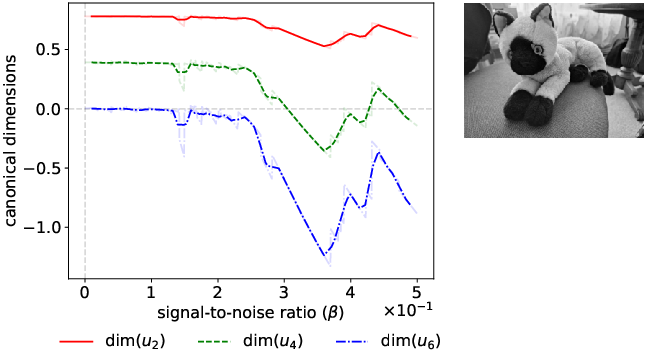 canonical dimensions
0.5
0.0
−0.5
−1.0
0 1 2 3 4 5
×10⁻¹
signal-to-noise ratio (β)
dim(u₂) dim(u₄) dim(u₆)